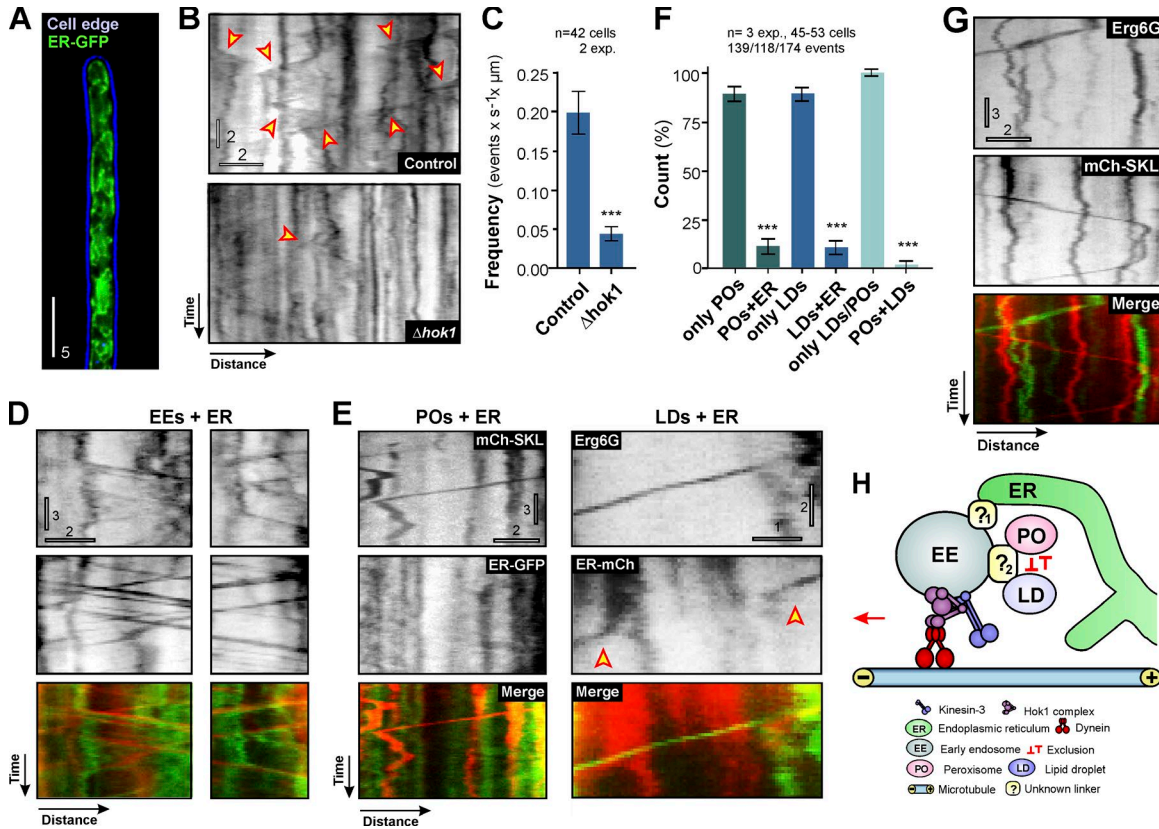 A
Cell edge
ER-GFP
5
B
2
2
Control
Δhok1
Time
Distance
C
n=42 cells
2 exp.
Frequency (events x s⁻¹x µm)
0.20
0.15
0.10
0.05
0.00
***
Control
Δhok1
F
n= 3 exp., 45-53 cells
139/118/174 events
Count (%)
100
75
50
25
0
***
***
***
only POs
POs+ER
only LDs
LDs+ER
only LDs/POs
POs+LDs
G
Erg6G
3
2
mCh-SKL
Merge
Time
Distance
D
EEs + ER
3
2
Time
Distance
E
POs + ER
mCh-SKL
3
2
ER-GFP
Merge
Time
Distance
LDs + ER
Erg6G
2
1
ER-mCh
Merge
H
ER
?1
EE
PO
?2
LD
−
+
Kinesin-3
Hok1 complex
ER Endoplasmic reticulum
Dynein
EE Early endosome
Exclusion
PO Peroxisome
LD Lipid droplet
− + Microtubule
? Unknown linker